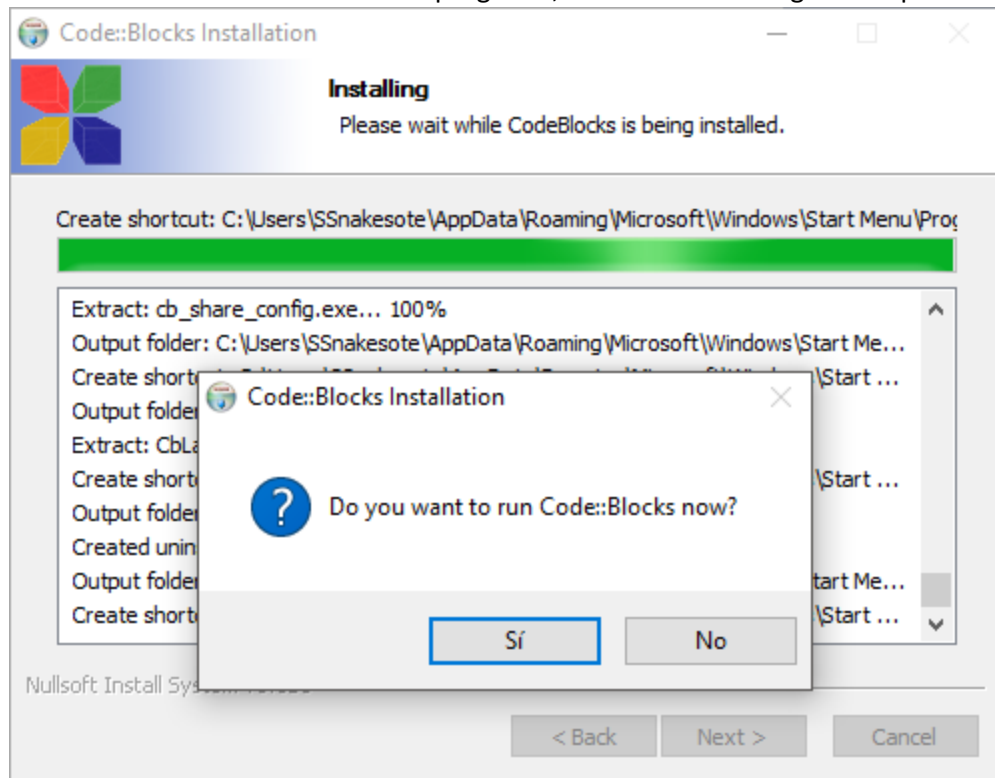 Code::Blocks Installation
Installing
Please wait while CodeBlocks is being installed.
Create shortcut: C:\Users\SSnakesote\AppData\Roaming\Microsoft\Windows\Start Menu\Prog
Extract: cb_share_config.exe... 100%
Output folder: C:\Users\SSnakesote\AppData\Roaming\Microsoft\Windows\Start Me...
Create short \Start ...
Output folder
Extract: CbLa
Create short \Start ...
Output folder
Created unin
Output folder tart Me...
Create short \Start ...
Code::Blocks Installation
Do you want to run Code::Blocks now?
Sí No
Nullsoft Install Sys
< Back Next > Cancel